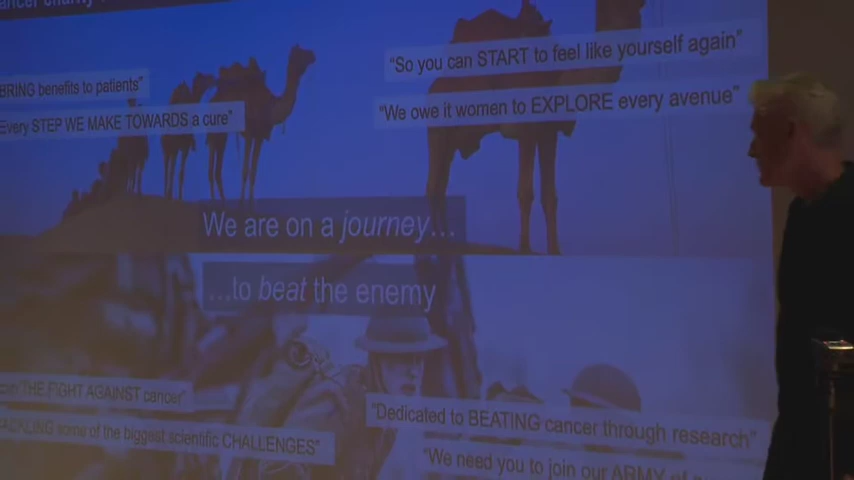 charity
"So you can START to feel like yourself again"
BRING benefits to patients"
"We owe it women to EXPLORE every avenue"
Every STEP WE MAKE TOWARDS a cure"
We are on a journey...
...to beat the enemy
THE FIGHT AGAINST cancer"
"Dedicated to BEATING cancer through research"
some of the biggest scientific CHALLENGES"
"We need you to join our ARMY of